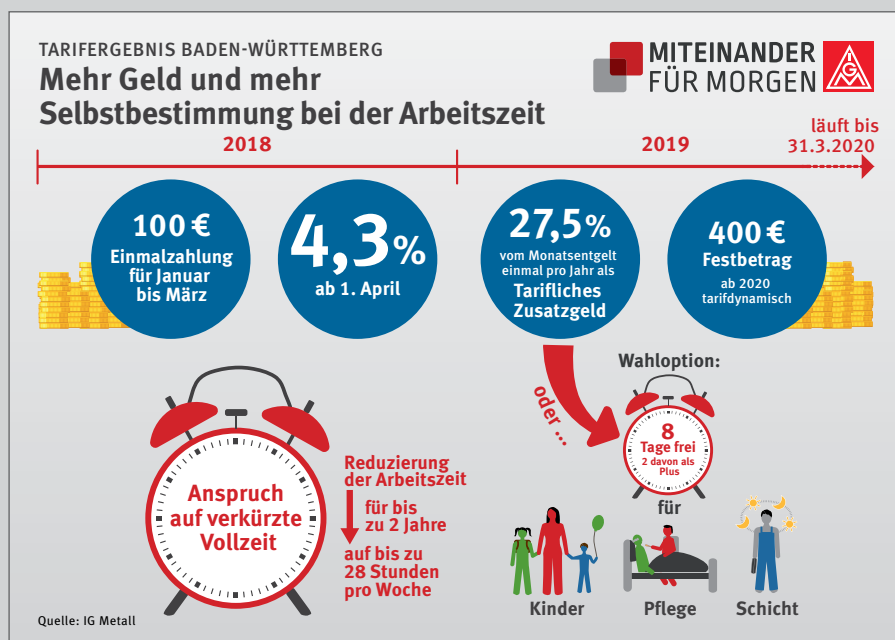 TARIFERGEBNIS BADEN-WÜRTTEMBERG
Mehr Geld und mehr
Selbstbestimmung bei der Arbeitszeit
MITEINANDER
FÜR MORGEN
IGM
2018
2019
läuft bis
31.3.2020
100 €
Einmalzahlung
für Januar
bis März
4,3%
ab 1. April
27,5%
vom Monatsentgelt
einmal pro Jahr als
Tarifliches
Zusatzgeld
400 €
Festbetrag
ab 2020
tarifdynamisch
oder ...
Wahloption:
8
Tage frei
2 davon als
Plus
für
Kinder
Pflege
Schicht
Anspruch
auf verkürzte
Vollzeit
Reduzierung
der Arbeitszeit
für bis
zu 2 Jahre
auf bis zu
28 Stunden
pro Woche
Quelle: IG Metall